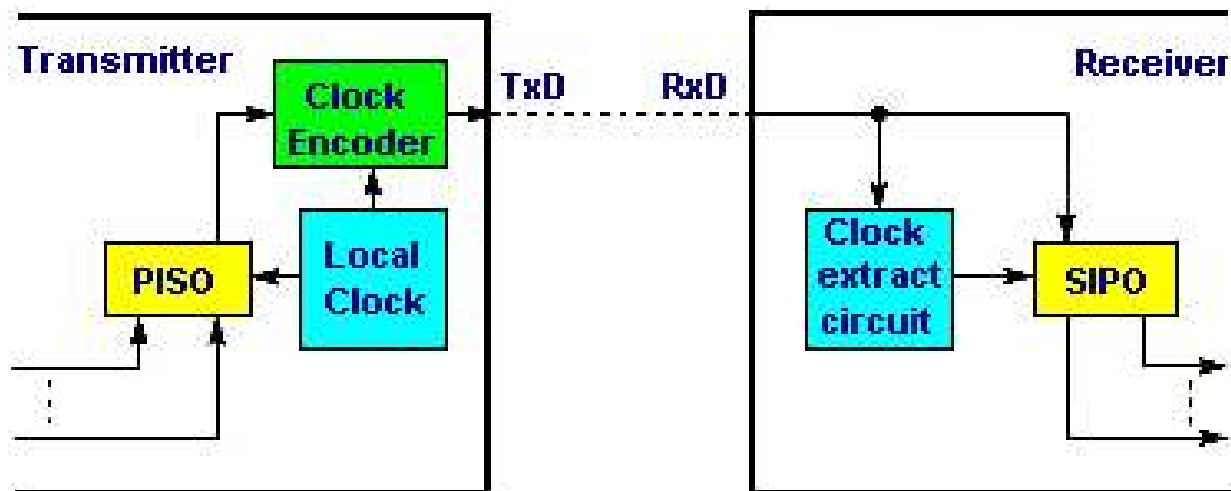 Transmitter
Clock
Encoder
TxD
RxD
Receiver
PISO
Local
Clock
Clock
extract
circuit
SIPO